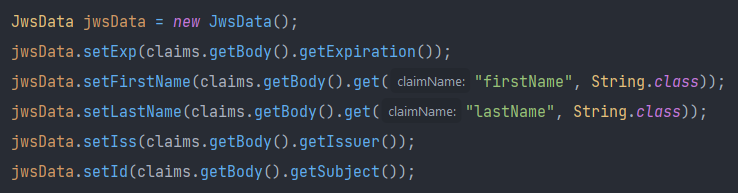 JwsData jwsData = new JwsData();
jwsData.setExp(claims.getBody().getExpiration());
jwsData.setFirstName(claims.getBody().get( claimName: "firstName", String.class));
jwsData.setLastName(claims.getBody().get( claimName: "lastName", String.class));
jwsData.setIss(claims.getBody().getIssuer());
jwsData.setId(claims.getBody().getSubject());